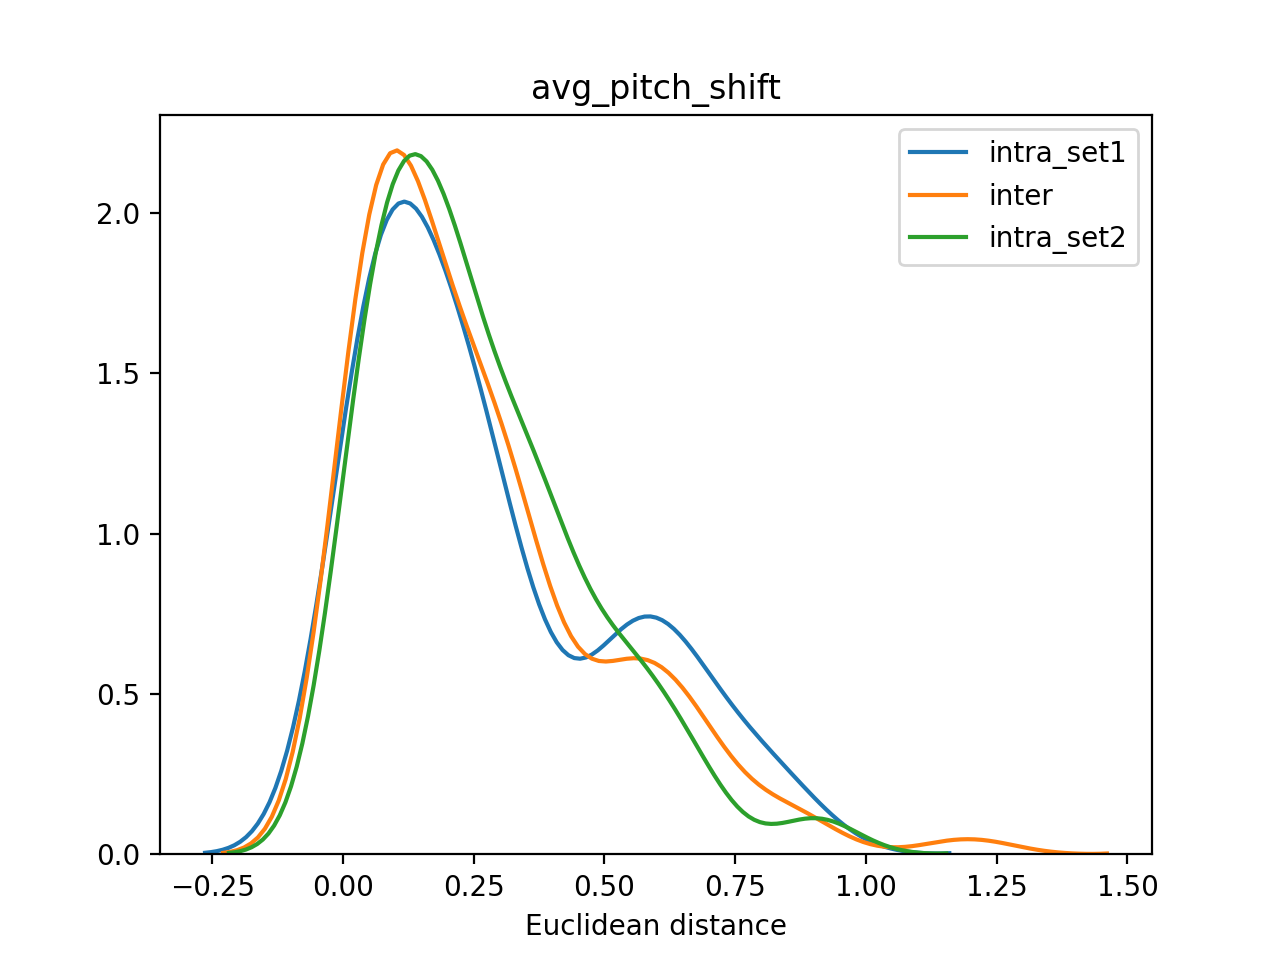 avg_pitch_shift
intra_set1
inter
intra_set2
2.0
1.5
1.0
0.5
0.0
−0.25 0.00 0.25 0.50 0.75 1.00 1.25 1.50
Euclidean distance